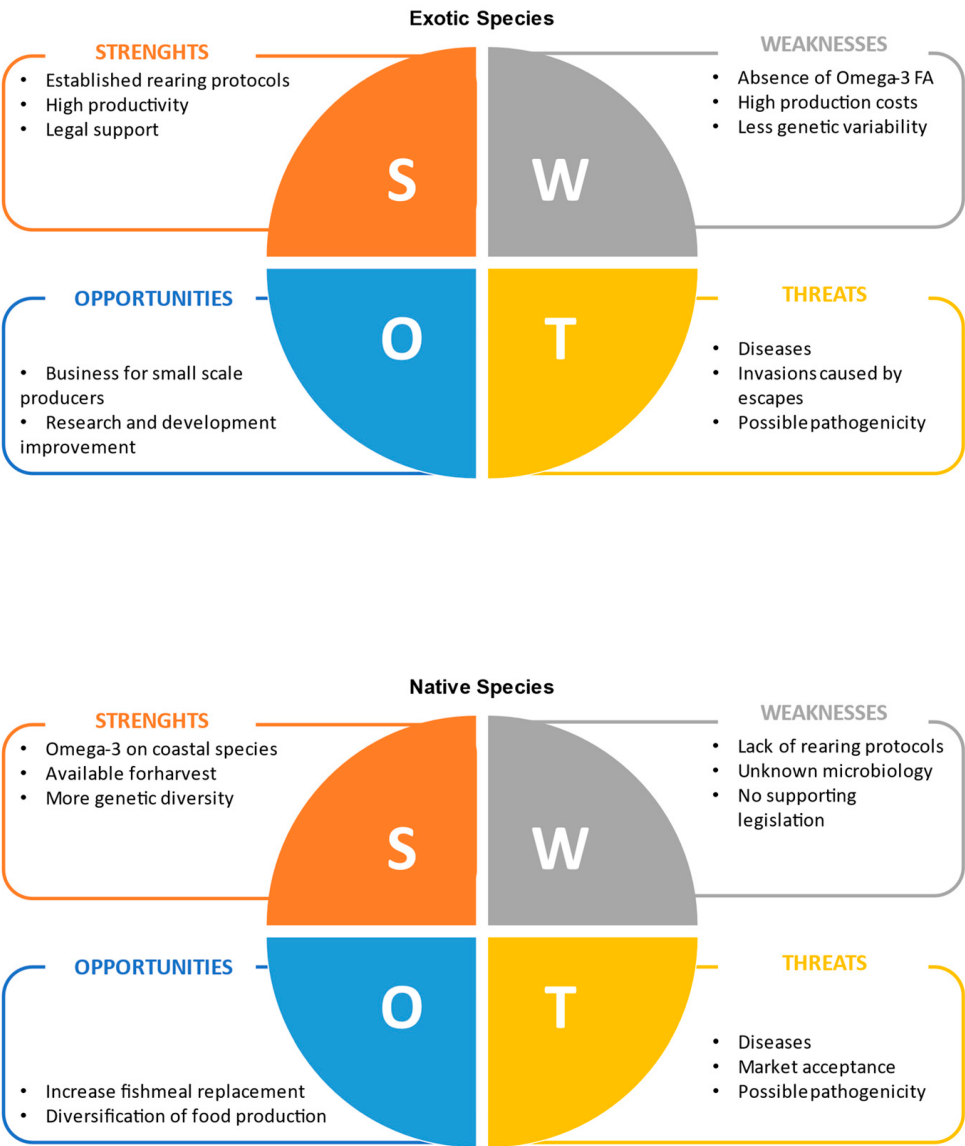 Exotic Species
STRENGHTS
• Established rearing protocols
• High productivity
• Legal support
WEAKNESSES
• Absence of Omega-3 FA
• High production costs
• Less genetic variability
S
W
OPPORTUNITIES
• Business for small scale
producers
• Research and development
improvement
THREATS
• Diseases
• Invasions caused by
escapes
• Possible pathogenicity
O
T
Native Species
STRENGHTS
• Omega-3 on coastal species
• Available forharvest
• More genetic diversity
WEAKNESSES
• Lack of rearing protocols
• Unknown microbiology
• No supporting
legislation
S
W
OPPORTUNITIES
• Increase fishmeal replacement
• Diversification of food production
THREATS
• Diseases
• Market acceptance
• Possible pathogenicity
O
T